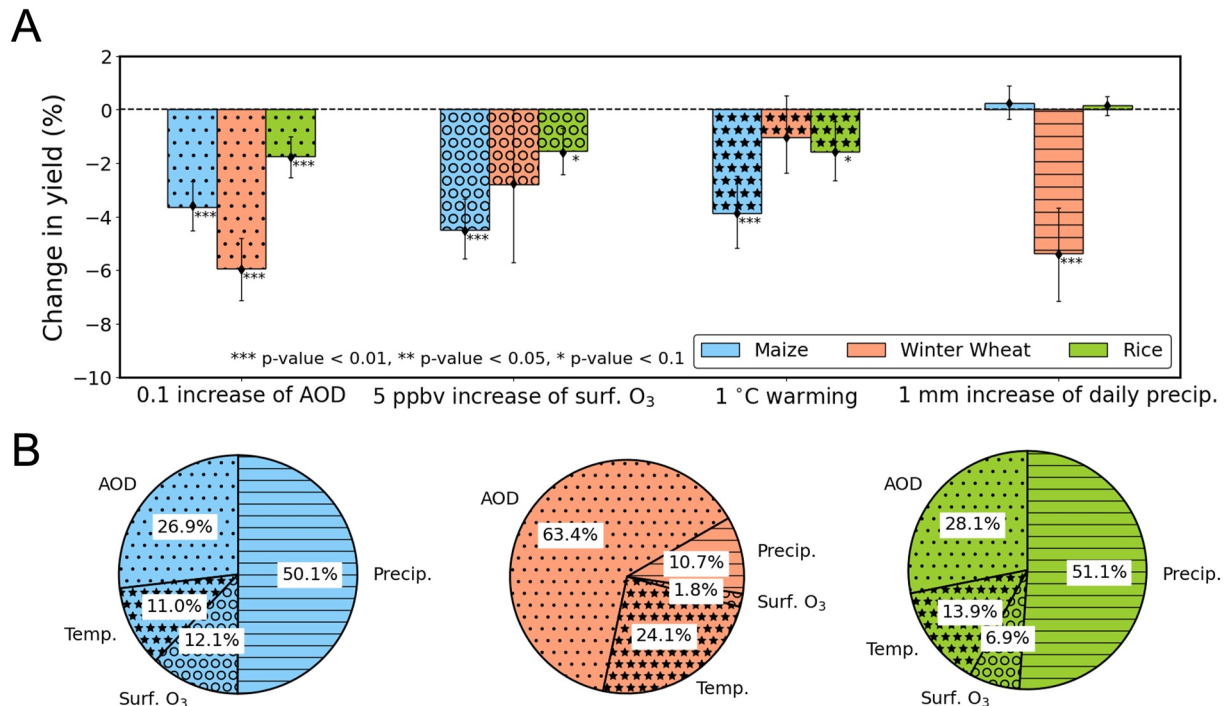 A
Change in yield (%)
2
0
−2
−4
−6
−8
−10
***
***
***
***
*
***
*
***
*** p-value < 0.01, ** p-value < 0.05, * p-value < 0.1
Maize
Winter Wheat
Rice
0.1 increase of AOD
5 ppbv increase of surf. O₃
1 °C warming
1 mm increase of daily precip.
B
AOD
26.9%
50.1%
Precip.
11.0%
Temp.
12.1%
Surf. O₃
AOD
63.4%
Precip.
10.7%
1.8%
Surf. O₃
24.1%
Temp.
AOD
28.1%
51.1%
Precip.
13.9%
Temp.
6.9%
Surf. O₃